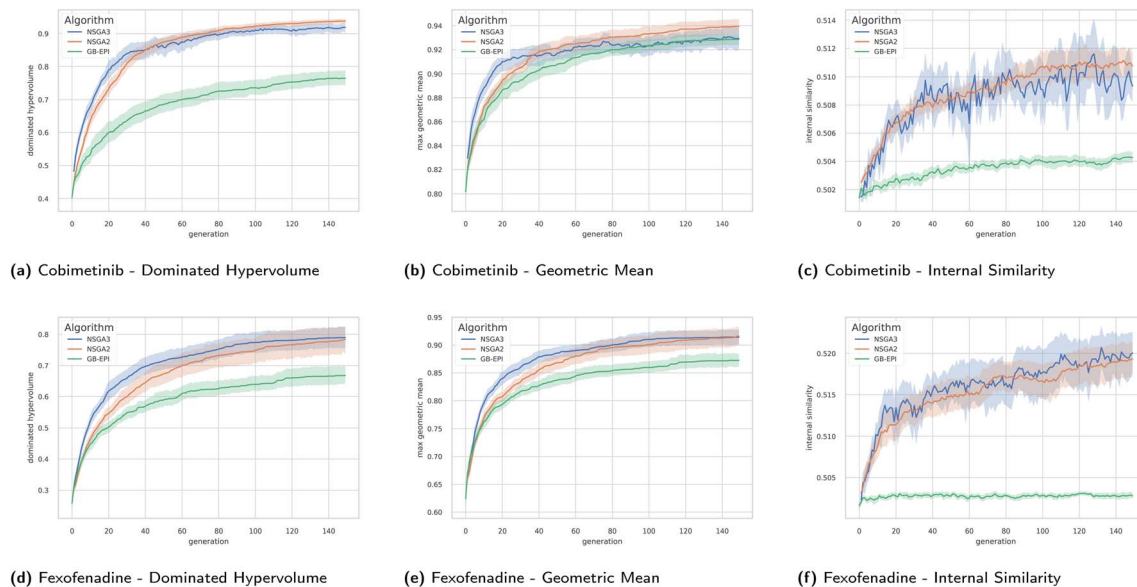 Algorithm
NSGA3
NSGA2
GB-EPI
0.9
0.8
0.7
0.6
0.5
0.4
dominated hypervolume
0 20 40 60 80 100 120 140
generation
(a) Cobimetinib - Dominated Hypervolume
Algorithm
NSGA3
NSGA2
GB-EPI
0.94
0.92
0.90
0.88
0.86
0.84
0.82
0.80
max geometric mean
0 20 40 60 80 100 120 140
generation
(b) Cobimetinib - Geometric Mean
Algorithm
NSGA3
NSGA2
GB-EPI
0.514
0.512
0.510
0.508
0.506
0.504
0.502
internal similarity
0 20 40 60 80 100 120 140
generation
(c) Cobimetinib - Internal Similarity
Algorithm
NSGA3
NSGA2
GB-EPI
0.8
0.7
0.6
0.5
0.4
0.3
dominated hypervolume
0 20 40 60 80 100 120 140
generation
(d) Fexofenadine - Dominated Hypervolume
Algorithm
NSGA3
NSGA2
GB-EPI
0.95
0.90
0.85
0.80
0.75
0.70
0.65
0.60
max geometric mean
0 20 40 60 80 100 120 140
generation
(e) Fexofenadine - Geometric Mean
Algorithm
NSGA3
NSGA2
GB-EPI
0.520
0.515
0.510
0.505
internal similarity
0 20 40 60 80 100 120 140
generation
(f) Fexofenadine - Internal Similarity